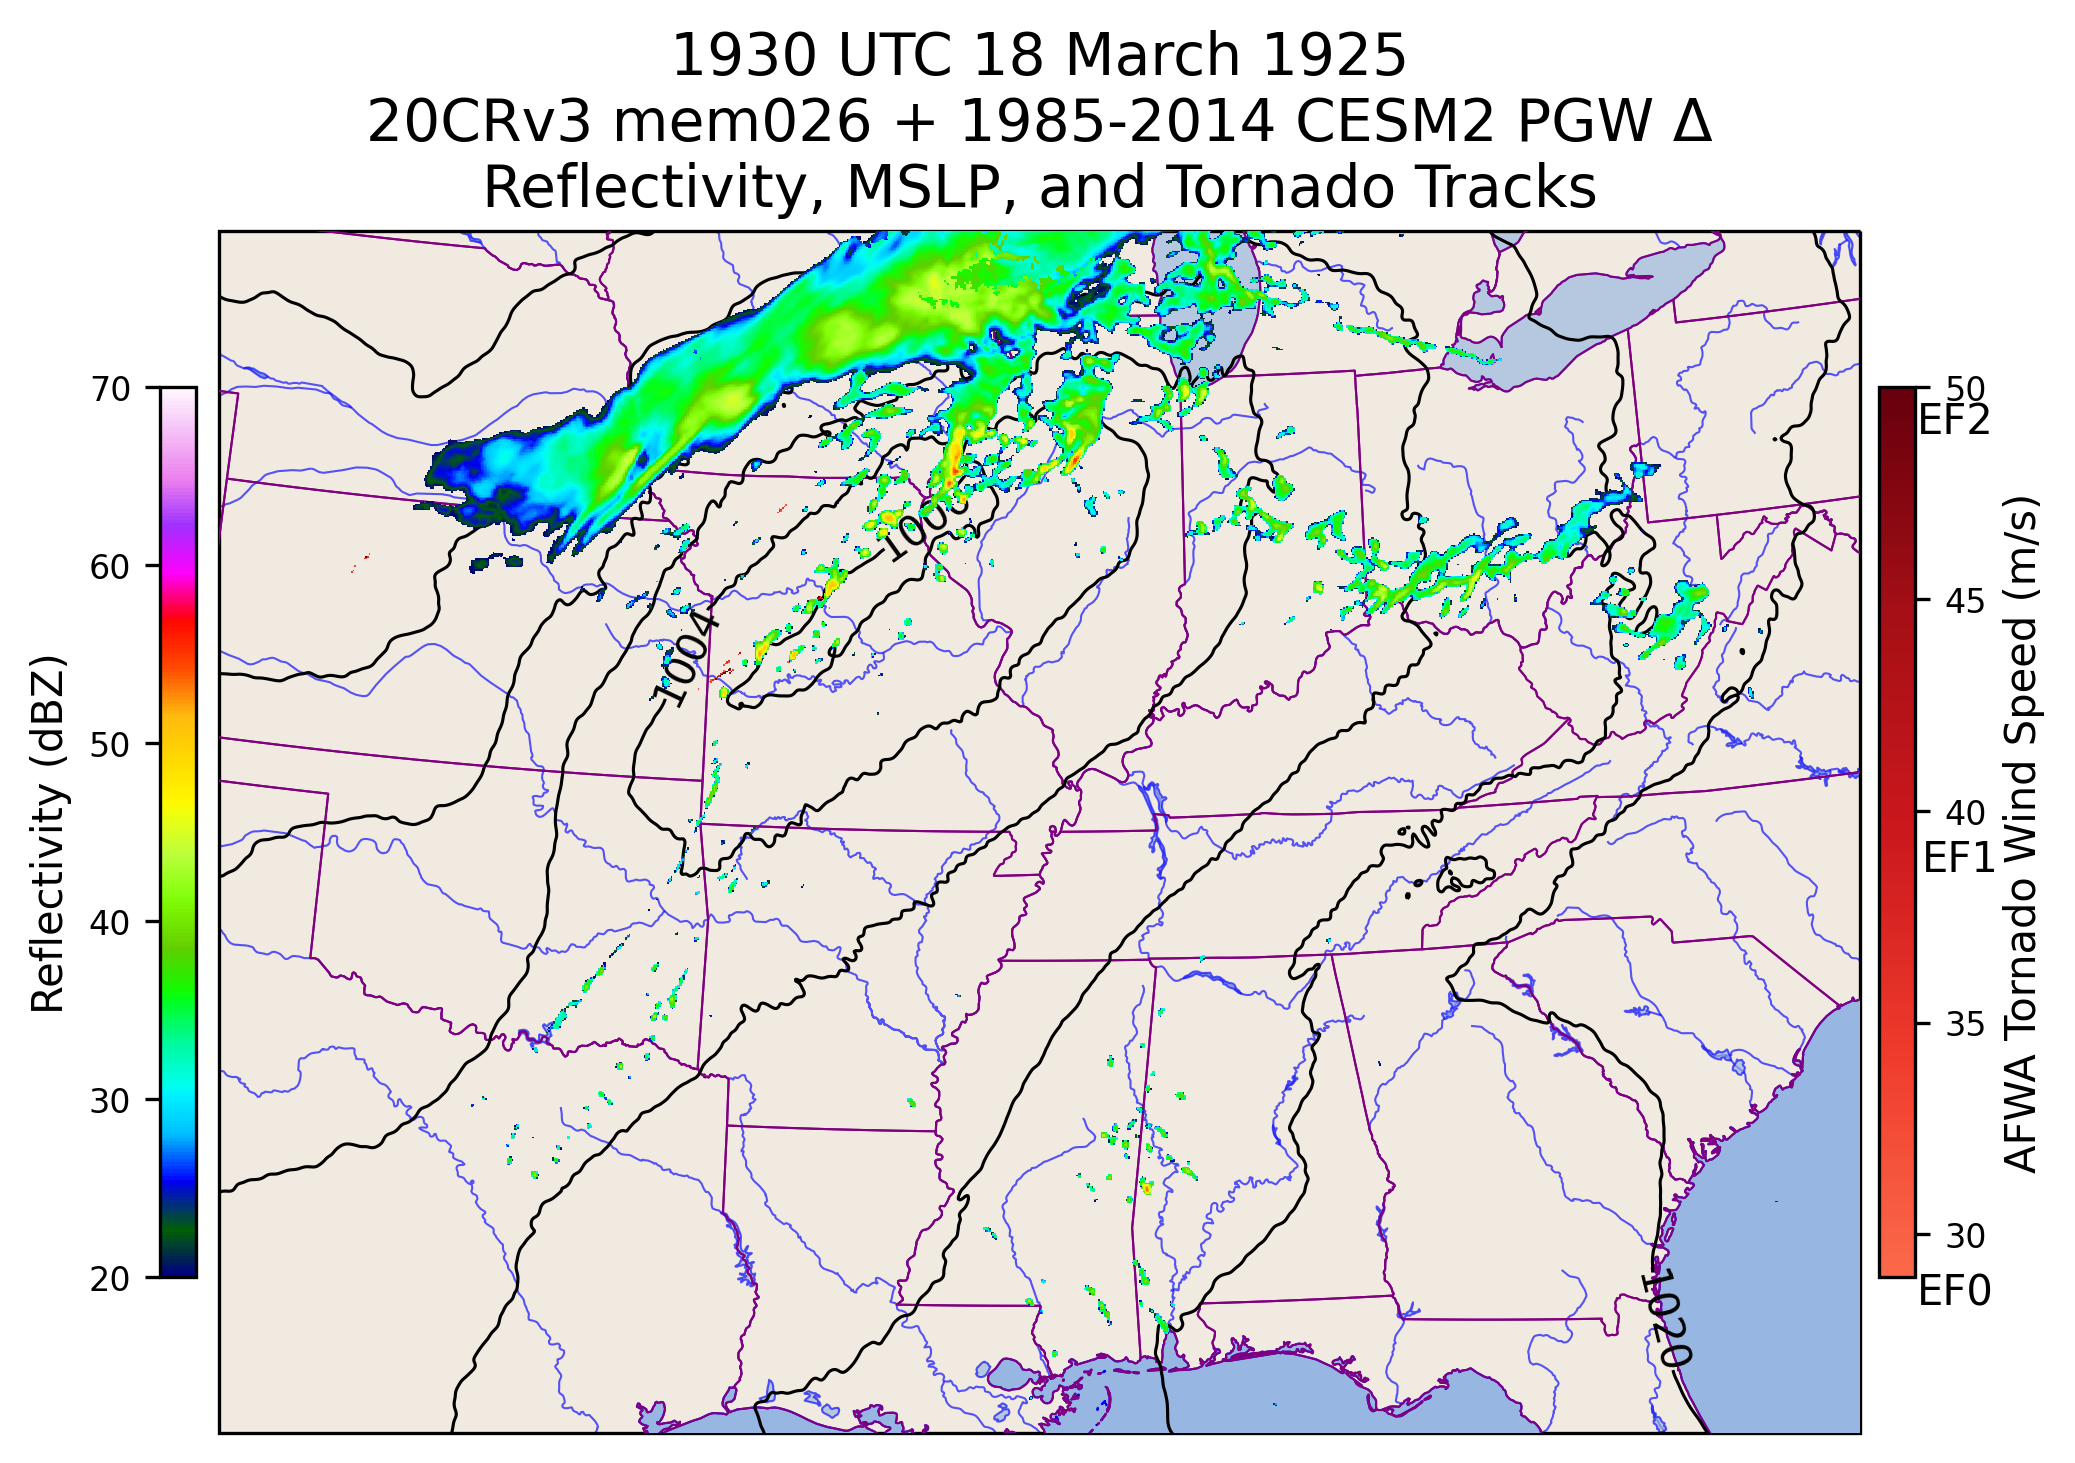 1930 UTC 18 March 1925
20CRv3 mem026 + 1985-2014 CESM2 PGW Δ
Reflectivity, MSLP, and Tornado Tracks
Reflectivity (dBZ)
70
60
50
40
30
20
1004
1020
50
EF2
45
40
EF1
35
30
EF0
AFWA Tornado Wind Speed (m/s)